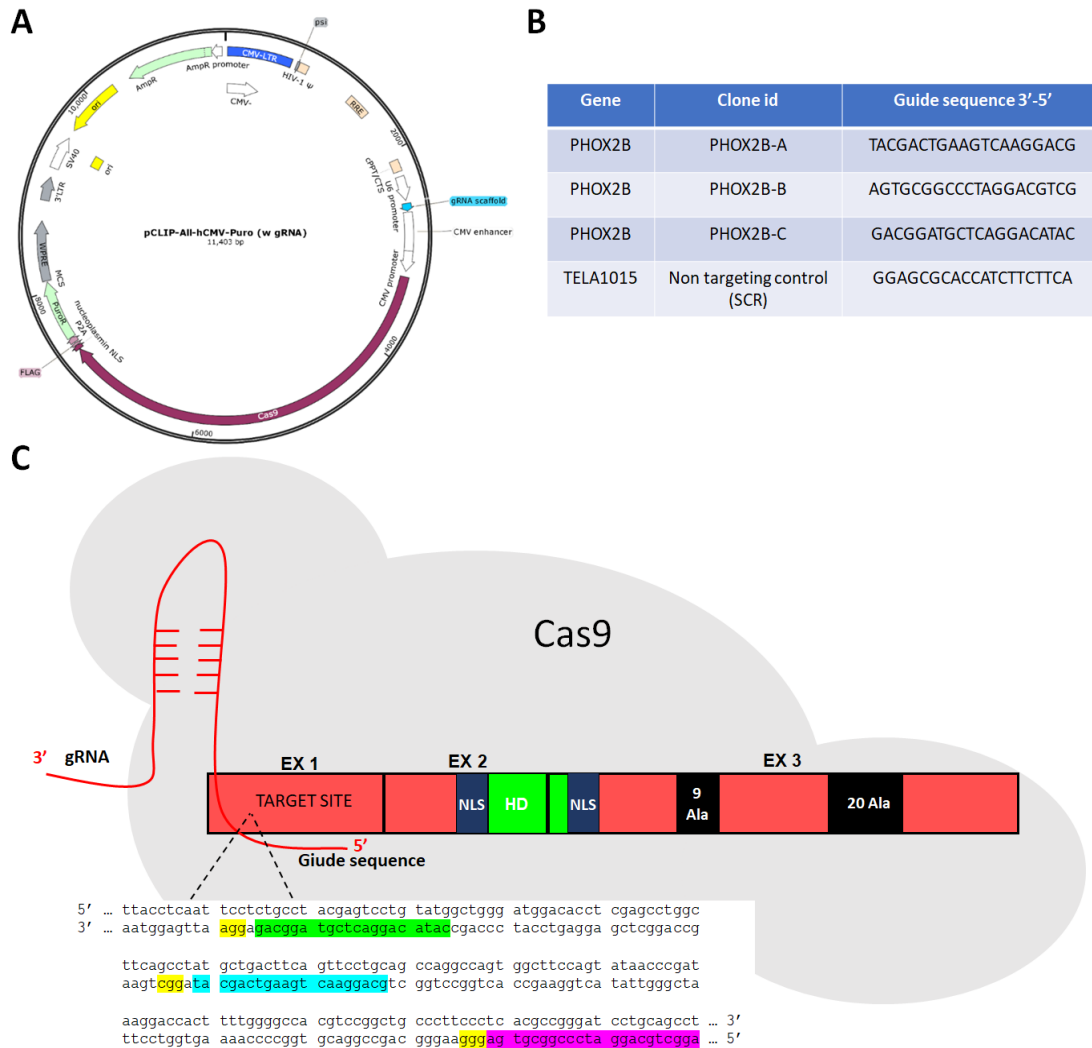 A
psi
CMV-LTR
HIV-1 Ψ
AmpR promoter
AmpR
CMV-
RRE
10,000
ori
2000
SV40
ori
cPPT/CTS
U6 promoter
3'LTR
gRNA scaffold
pCLIP-All-hCMV-Puro (w gRNA)
11,403 bp
CMV enhancer
WPRE
CMV promoter
MCS
8000
PuroR
nucleoplasmin NLS
P2A
4000
FLAG
Cas9
6000
B
Gene Clone id Guide sequence 3’-5’
PHOX2B PHOX2B-A TACGACTGAAGTCAAGGACG
PHOX2B PHOX2B-B AGTGCGGCCCTAGGACGTCG
PHOX2B PHOX2B-C GACGGATGCTCAGGACATAC
TELA1015 Non targeting control (SCR) GGAGCGCACCATCTTCTTCA
C
Cas9
3’ gRNA
EX 1 EX 2 EX 3
TARGET SITE NLS HD NLS 9 Ala 20 Ala
5’
Giude sequence
5’ … ttacctcaat tcctctgcct acgagtcctg tatggctggg atggacacct cgagcctggc
3’ … aatggagtta aggagacgga tgctcaggac ataccgaccc tacctgagga gctcggaccg
ttcagcctat gctgacttca gttcctgcag ccaggccagt ggcttccagt ataacccgat
aagtcggata cgactgaagt caaggacgtc ggtccggtca ccgaaggtca tattgggcta
aaggaccact tttggggcca cgtccggctg cccttccctc acgccgggat cctgcagcct … 3’
ttcctggtga aaaccccggt gcaggccgac gggaagggag tgcggcccta ggacgtcgga … 5’